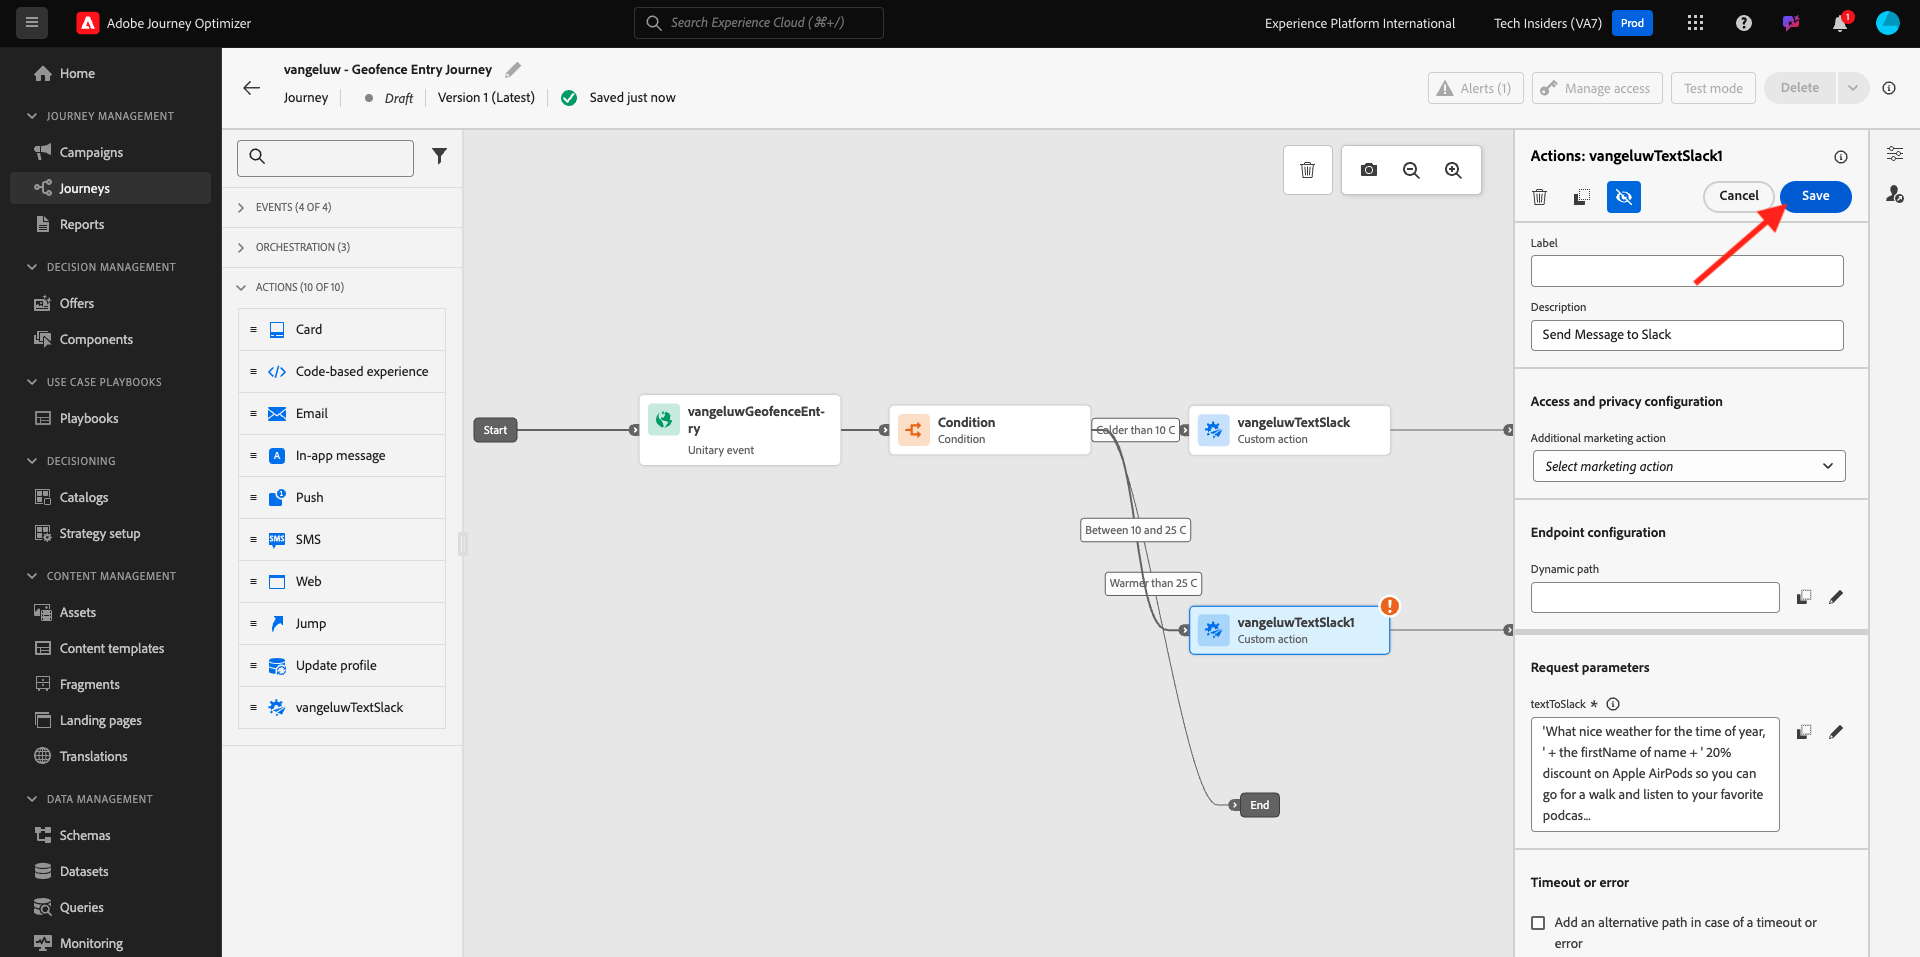 Adobe Journey Optimizer
Search Experience Cloud (⌘+/)
Experience Platform International
Tech Insiders (VA7)
Prod
1
Home
JOURNEY MANAGEMENT
Campaigns
Journeys
Reports
DECISION MANAGEMENT
Offers
Components
USE CASE PLAYBOOKS
Playbooks
DECISIONING
Catalogs
Strategy setup
CONTENT MANAGEMENT
Assets
Content templates
Fragments
Landing pages
Translations
DATA MANAGEMENT
Schemas
Datasets
Queries
Monitoring
vangeluw - Geofence Entry Journey
Journey
Draft
Version 1 (Latest)
Saved just now
Alerts (1)
Manage access
Test mode
Delete
EVENTS (4 OF 4)
ORCHESTRATION (3)
ACTIONS (10 OF 10)
Card
Code-based experience
Email
In-app message
Push
SMS
Web
Jump
Update profile
vangeluwTextSlack
Start
vangeluwGeofenceEnt-
ry
Unitary event
Condition
Condition
Colder than 10 C
vangeluwTextSlack
Custom action
Between 10 and 25 C
Warmer than 25 C
vangeluwTextSlack1
Custom action
End
Actions: vangeluwTextSlack1
Cancel
Save
Label
Description
Send Message to Slack
Access and privacy configuration
Additional marketing action
Select marketing action
Endpoint configuration
Dynamic path
Request parameters
textToSlack *
'What nice weather for the time of year,
' + the firstName of name + ' 20%
discount on Apple AirPods so you can
go for a walk and listen to your favorite
podcas...
Timeout or error
Add an alternative path in case of a timeout or
error